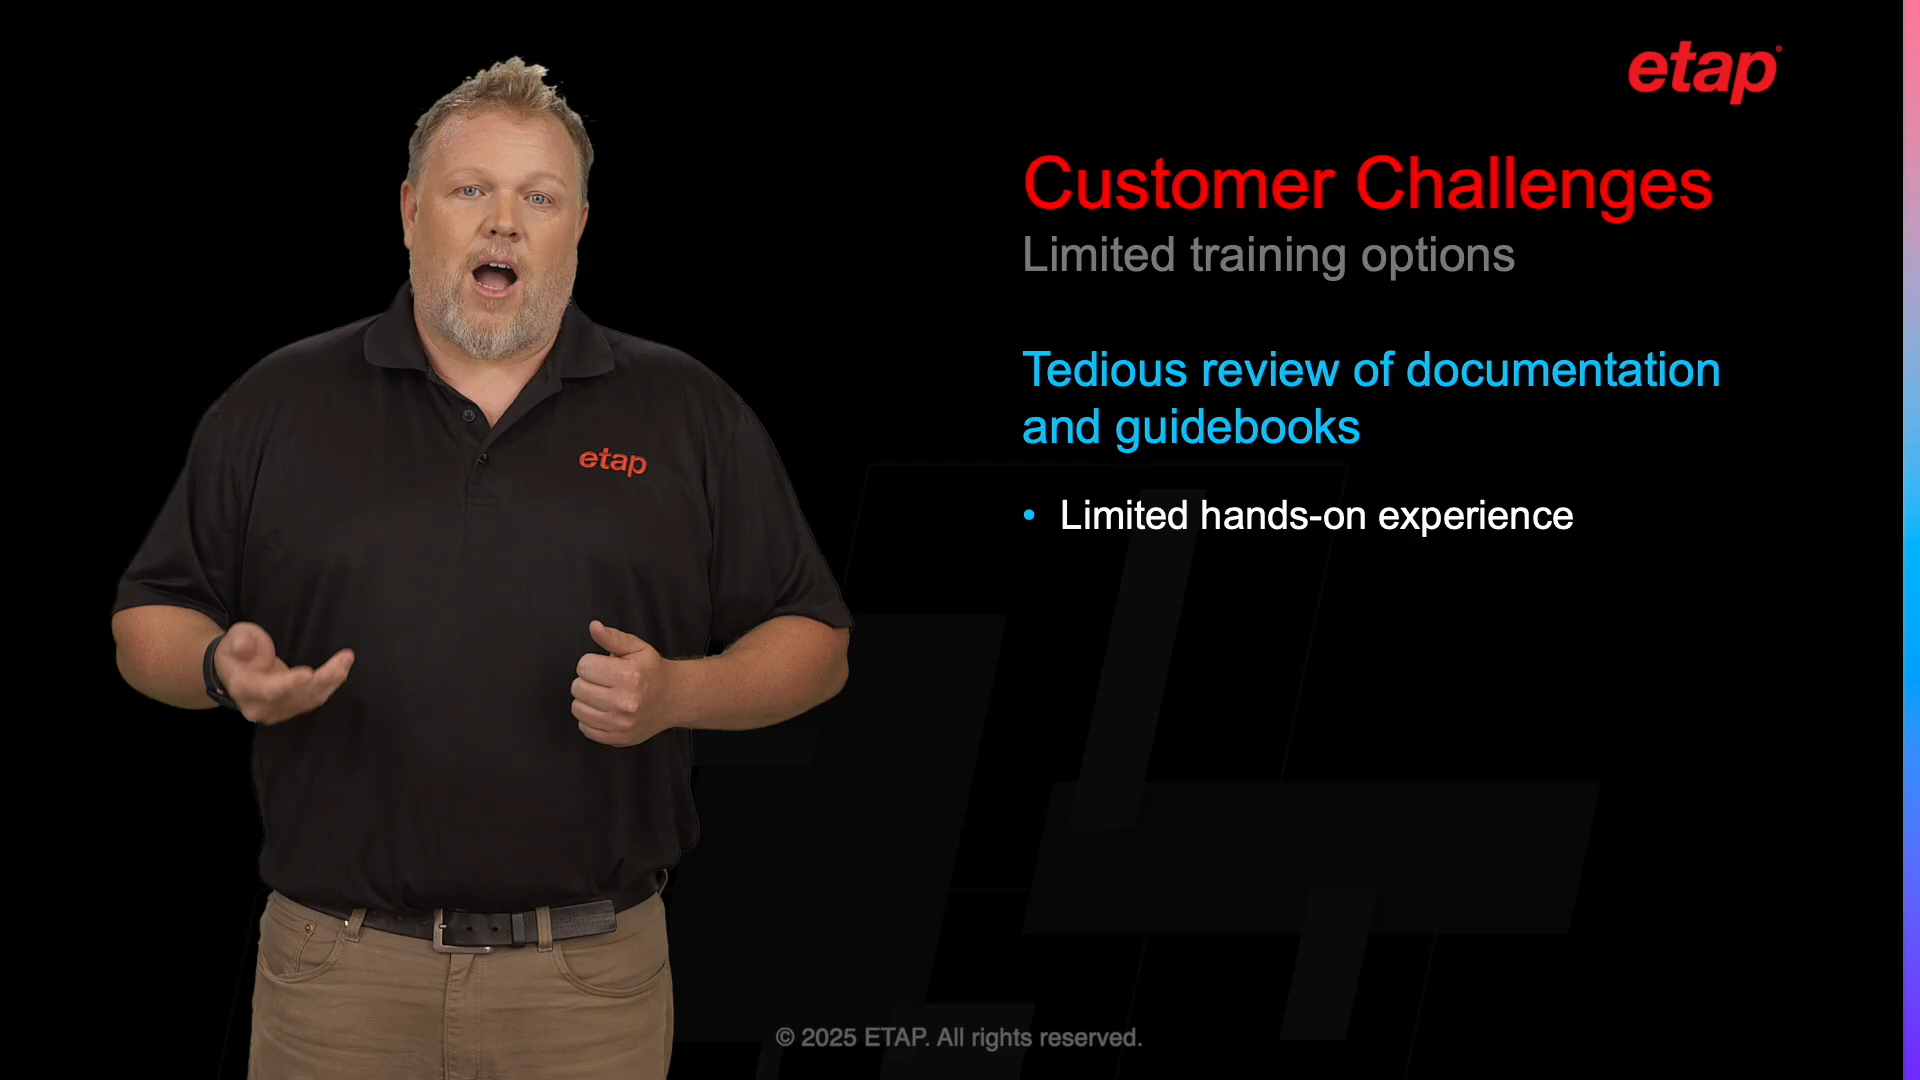 etap
Customer Challenges
Limited training options
Tedious review of documentation
and guidebooks
• Limited hands-on experience
etap
© 2025 ETAP. All rights reserved.